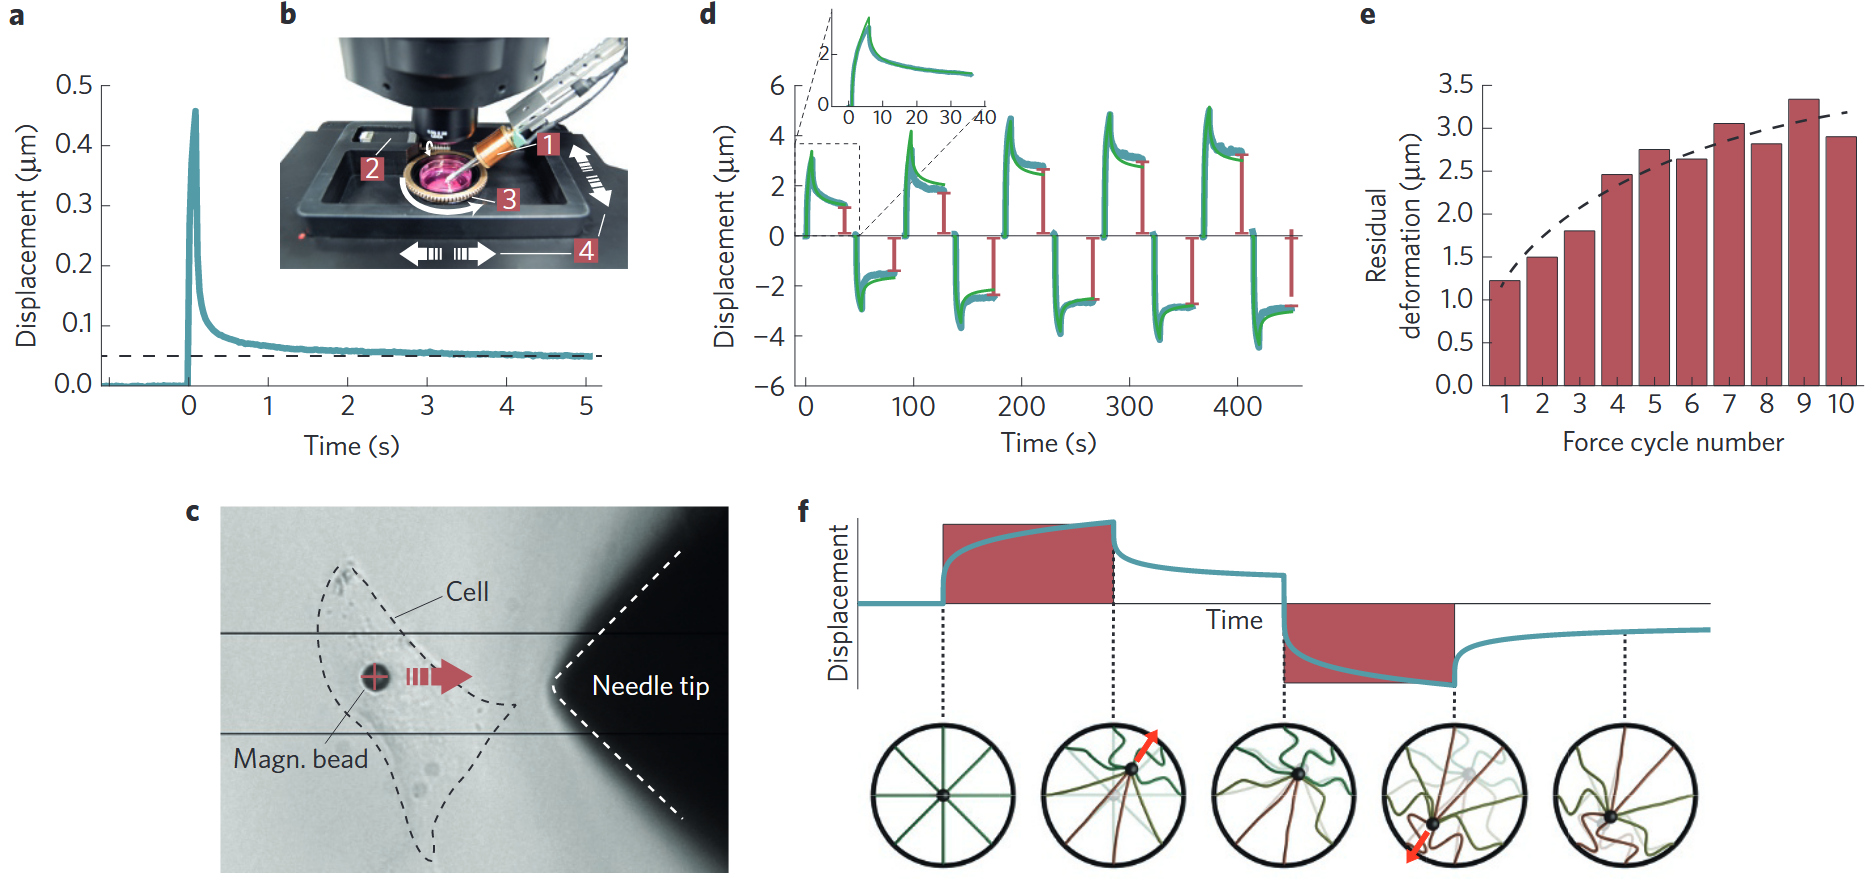 a
Displacement (μm)
0.5
0.4
0.3
0.2
0.1
0.0
0 1 2 3 4 5
Time (s)
b
1
2
3
4
c
Cell
Needle tip
Magn. bead
d
Displacement (μm)
6
4
2
0
−2
−4
−6
0 100 200 300 400
Time (s)
2
0
0 10 20 30 40
e
Residual
deformation (μm)
3.5
3.0
2.5
2.0
1.5
1.0
0.5
0.0
1 2 3 4 5 6 7 8 9 10
Force cycle number
f
Displacement
Time